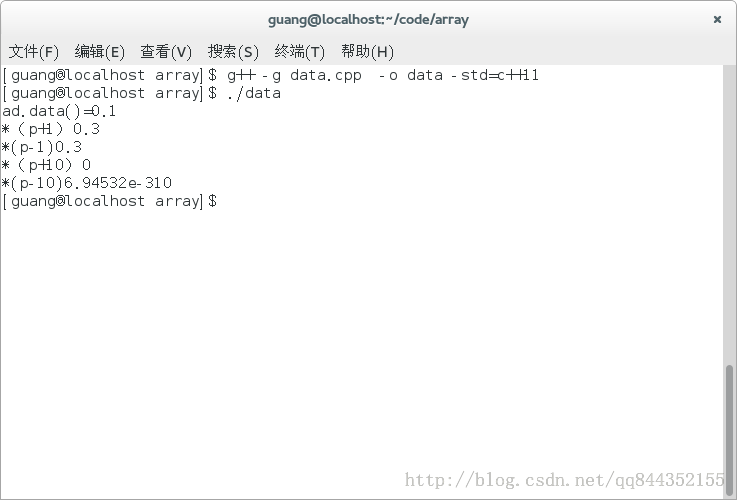 guang@localhost:~/code/array ×
文件(F) 编辑(E) 查看(V) 搜索(S) 终端(T) 帮助(H)
[guang@localhost array]$ g++ -g data.cpp  -o data -std=c++11
[guang@localhost array]$ ./data
ad.data()=0.1
*（p+1）0.3
*(p-1)0.3
*（p+10）0
*(p-10)6.94532e-310
[guang@localhost array]$
http://blog.csdn.net/qq844352155